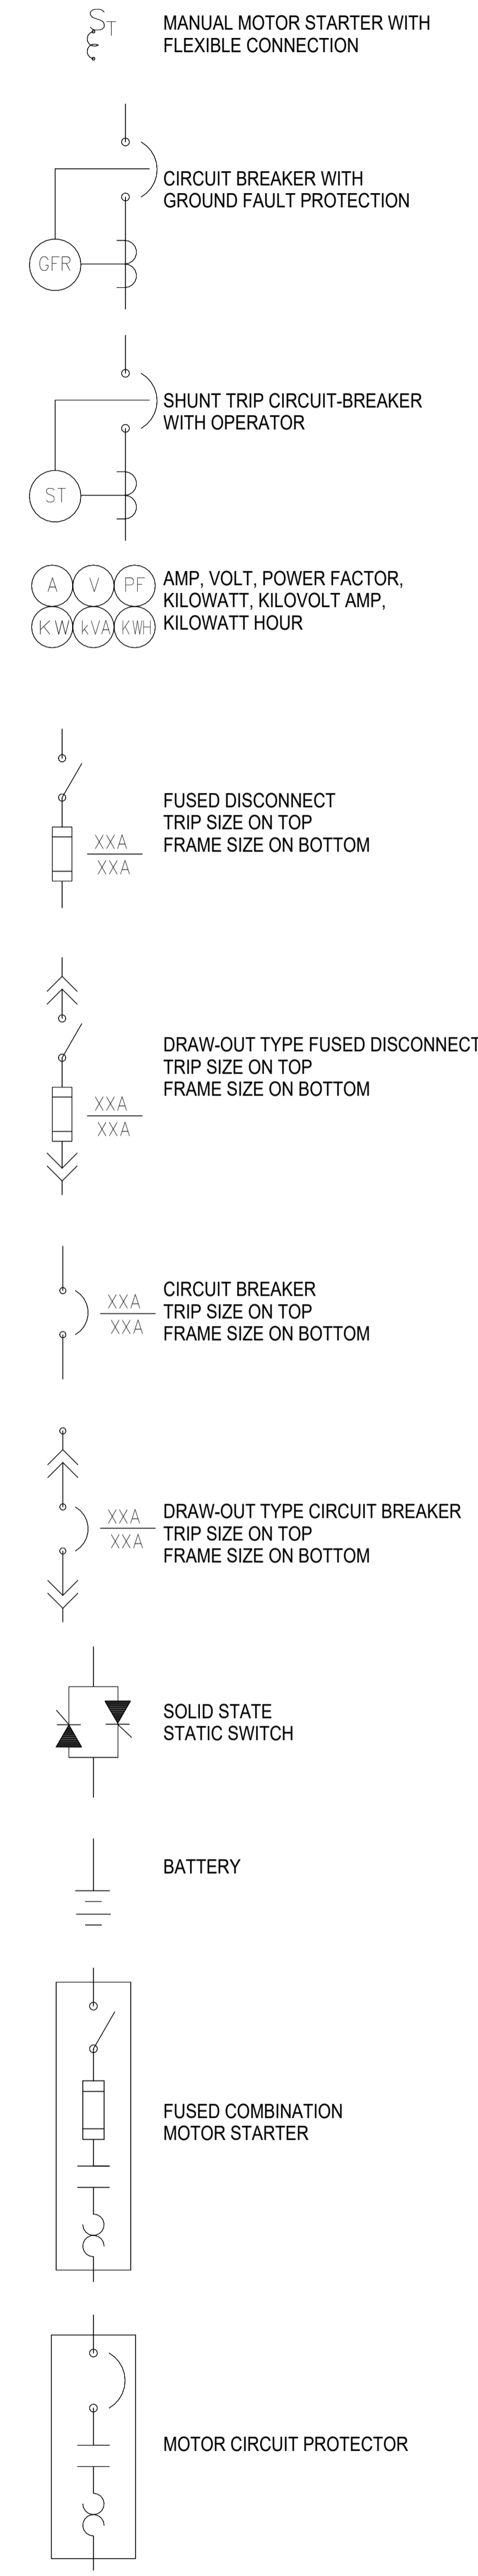 S T
MANUAL MOTOR STARTER WITH
FLEXIBLE CONNECTION
CIRCUIT BREAKER WITH
GROUND FAULT PROTECTION
GFR
SHUNT TRIP CIRCUIT-BREAKER
WITH OPERATOR
ST
A V PF
KW kVA KWH
AMP, VOLT, POWER FACTOR,
KILOWATT, KILOVOLT AMP,
KILOWATT HOUR
FUSED DISCONNECT
TRIP SIZE ON TOP
FRAME SIZE ON BOTTOM
XXA
XXA
DRAW-OUT TYPE FUSED DISCONNECT
TRIP SIZE ON TOP
FRAME SIZE ON BOTTOM
XXA
XXA
CIRCUIT BREAKER
TRIP SIZE ON TOP
FRAME SIZE ON BOTTOM
XXA
XXA
DRAW-OUT TYPE CIRCUIT BREAKER
TRIP SIZE ON TOP
FRAME SIZE ON BOTTOM
XXA
XXA
SOLID STATE
STATIC SWITCH
BATTERY
FUSED COMBINATION
MOTOR STARTER
MOTOR CIRCUIT PROTECTOR